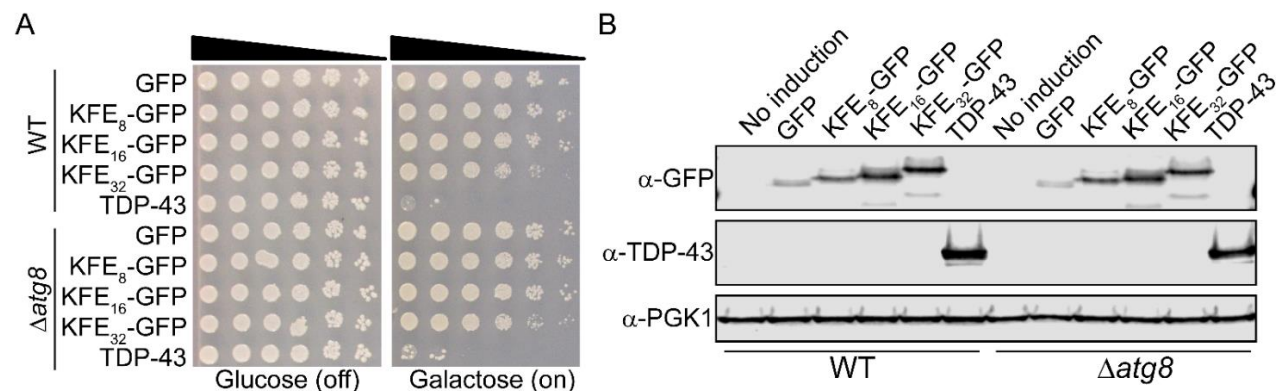 A
WT
GFP
KFE8-GFP
KFE16-GFP
KFE32-GFP
TDP-43
Δatg8
GFP
KFE8-GFP
KFE16-GFP
KFE32-GFP
TDP-43
Glucose (off)
Galactose (on)
B
No induction
GFP
KFE8-GFP
KFE16-GFP
KFE32-GFP
TDP-43
No induction
GFP
KFE8-GFP
KFE16-GFP
KFE32-GFP
TDP-43
α-GFP
α-TDP-43
α-PGK1
WT
Δatg8